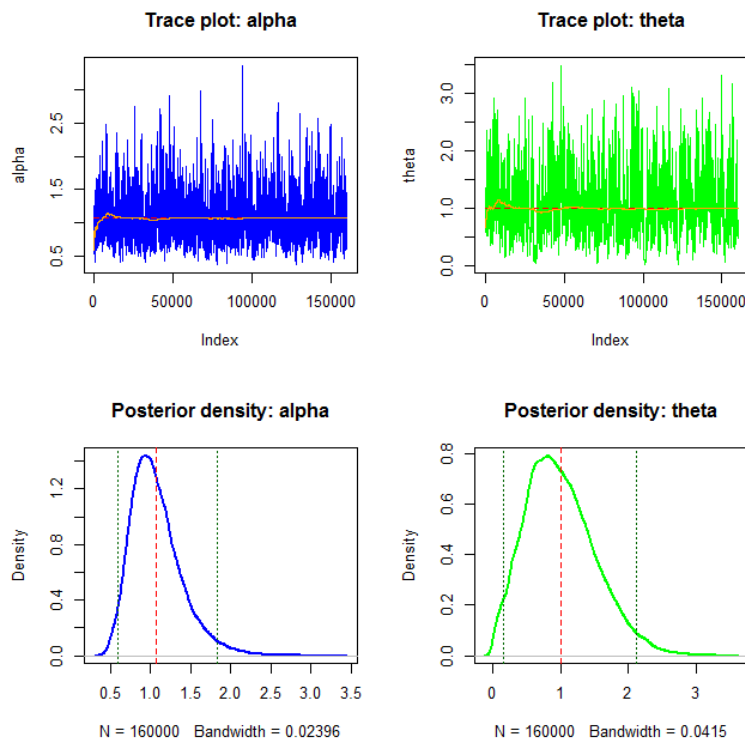 Trace plot: alpha
alpha
0.5 1.5 2.5
0 50000 100000 150000
Index
Trace plot: theta
theta
0.0 1.0 2.0 3.0
0 50000 100000 150000
Index
Posterior density: alpha
Density
0.0 0.4 0.8 1.2
0.5 1.0 1.5 2.0 2.5 3.0 3.5
N = 160000 Bandwidth = 0.02396
Posterior density: theta
Density
0.0 0.2 0.4 0.6 0.8
0 1 2 3
N = 160000 Bandwidth = 0.0415